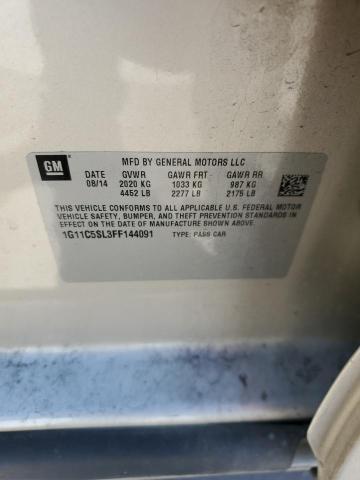 GM
MFD BY GENERAL MOTORS LLC
DATE GVWR GAWR FRT GAWR RR
08/14 2020 KG 1033 KG 987 KG
4452 LB 2277 LB 2175 LB
THIS VEHICLE CONFORMS TO ALL APPLICABLE U.S. FEDERAL MOTOR
VEHICLE SAFETY, BUMPER, AND THEFT PREVENTION STANDARDS
IN EFFECT ON THE DATE OF MANUFACTURE SHOWN ABOVE.
1G11C5SL3FF144091 TYPE: PASS CAR